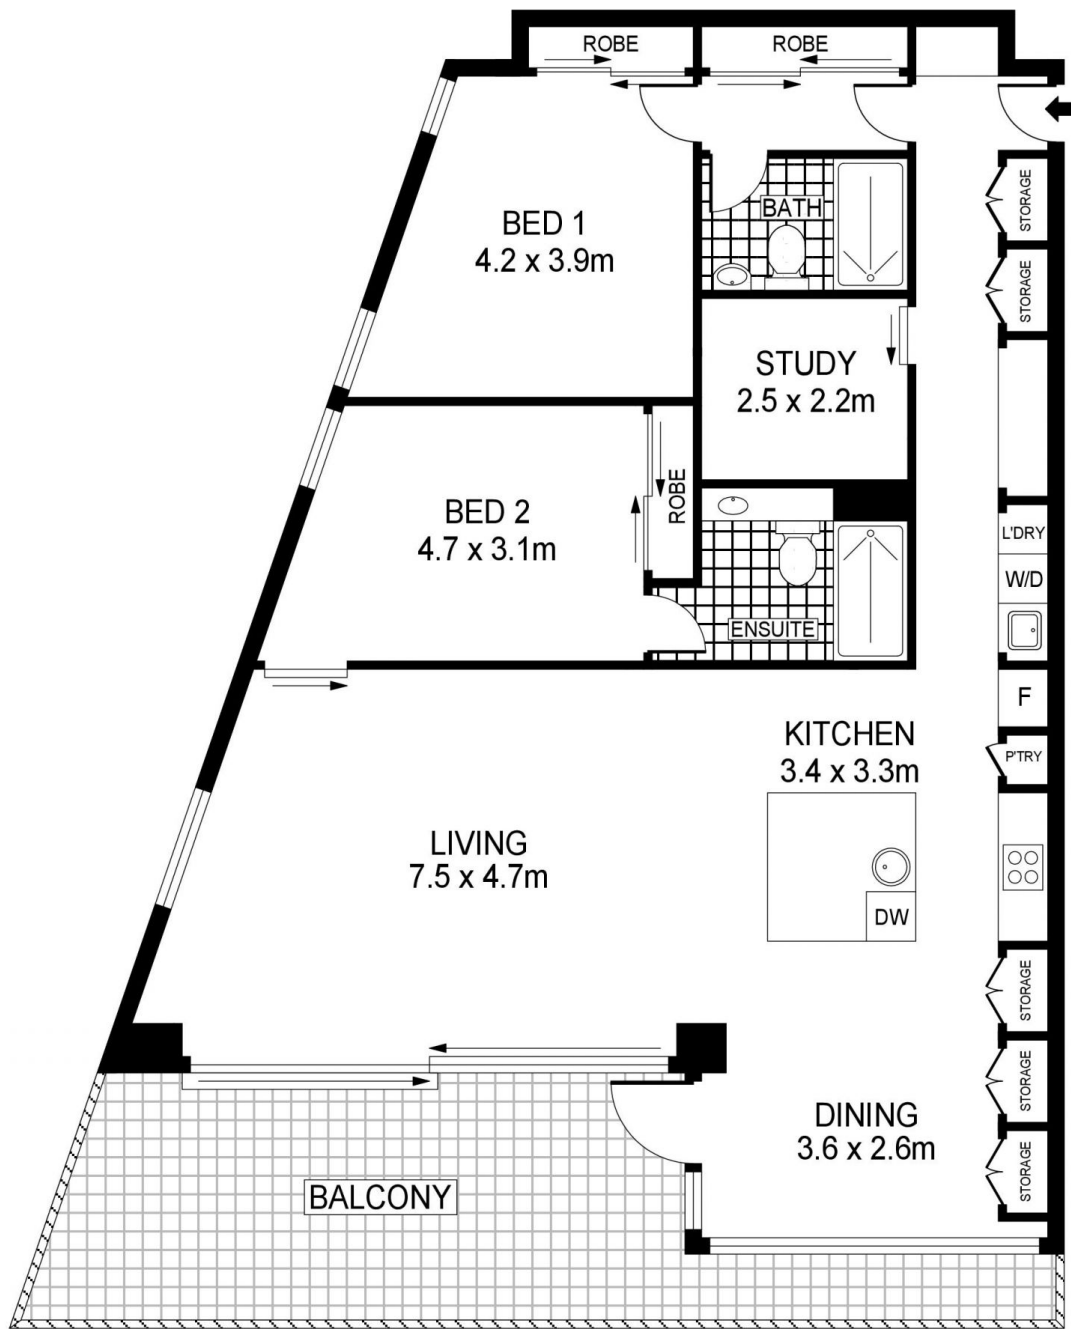 ROBE
ROBE
STORAGE
BATH
BED 1
4.2 x 3.9m
STORAGE
STUDY
2.5 x 2.2m
ROBE
BED 2
4.7 x 3.1m
L'DRY
W/D
ENSUITE
F
KITCHEN
3.4 x 3.3m
P'TRY
LIVING
7.5 x 4.7m
DW
STORAGE
STORAGE
DINING
3.6 x 2.6m
STORAGE
BALCONY